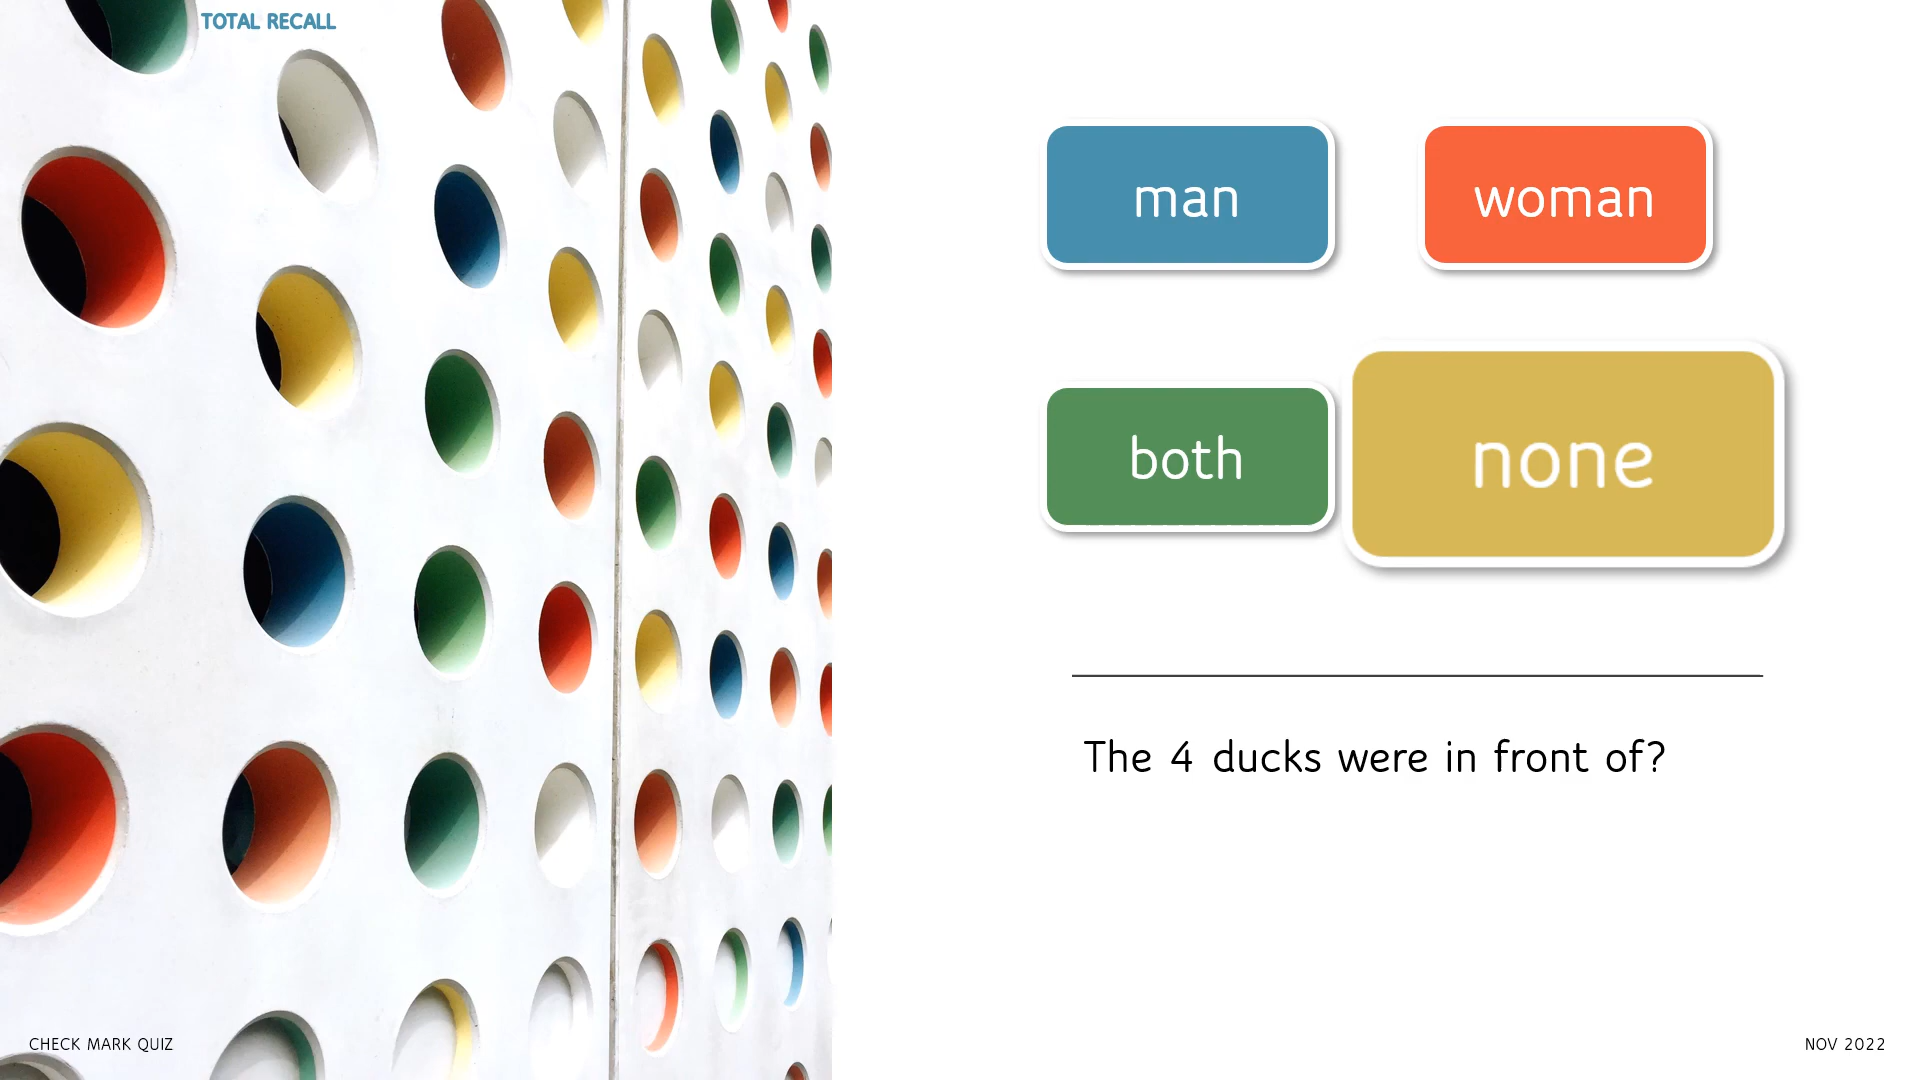 TOTAL RECALL
man
woman
both
none
The 4 ducks were in front of?
CHECK MARK QUIZ
NOV 2022